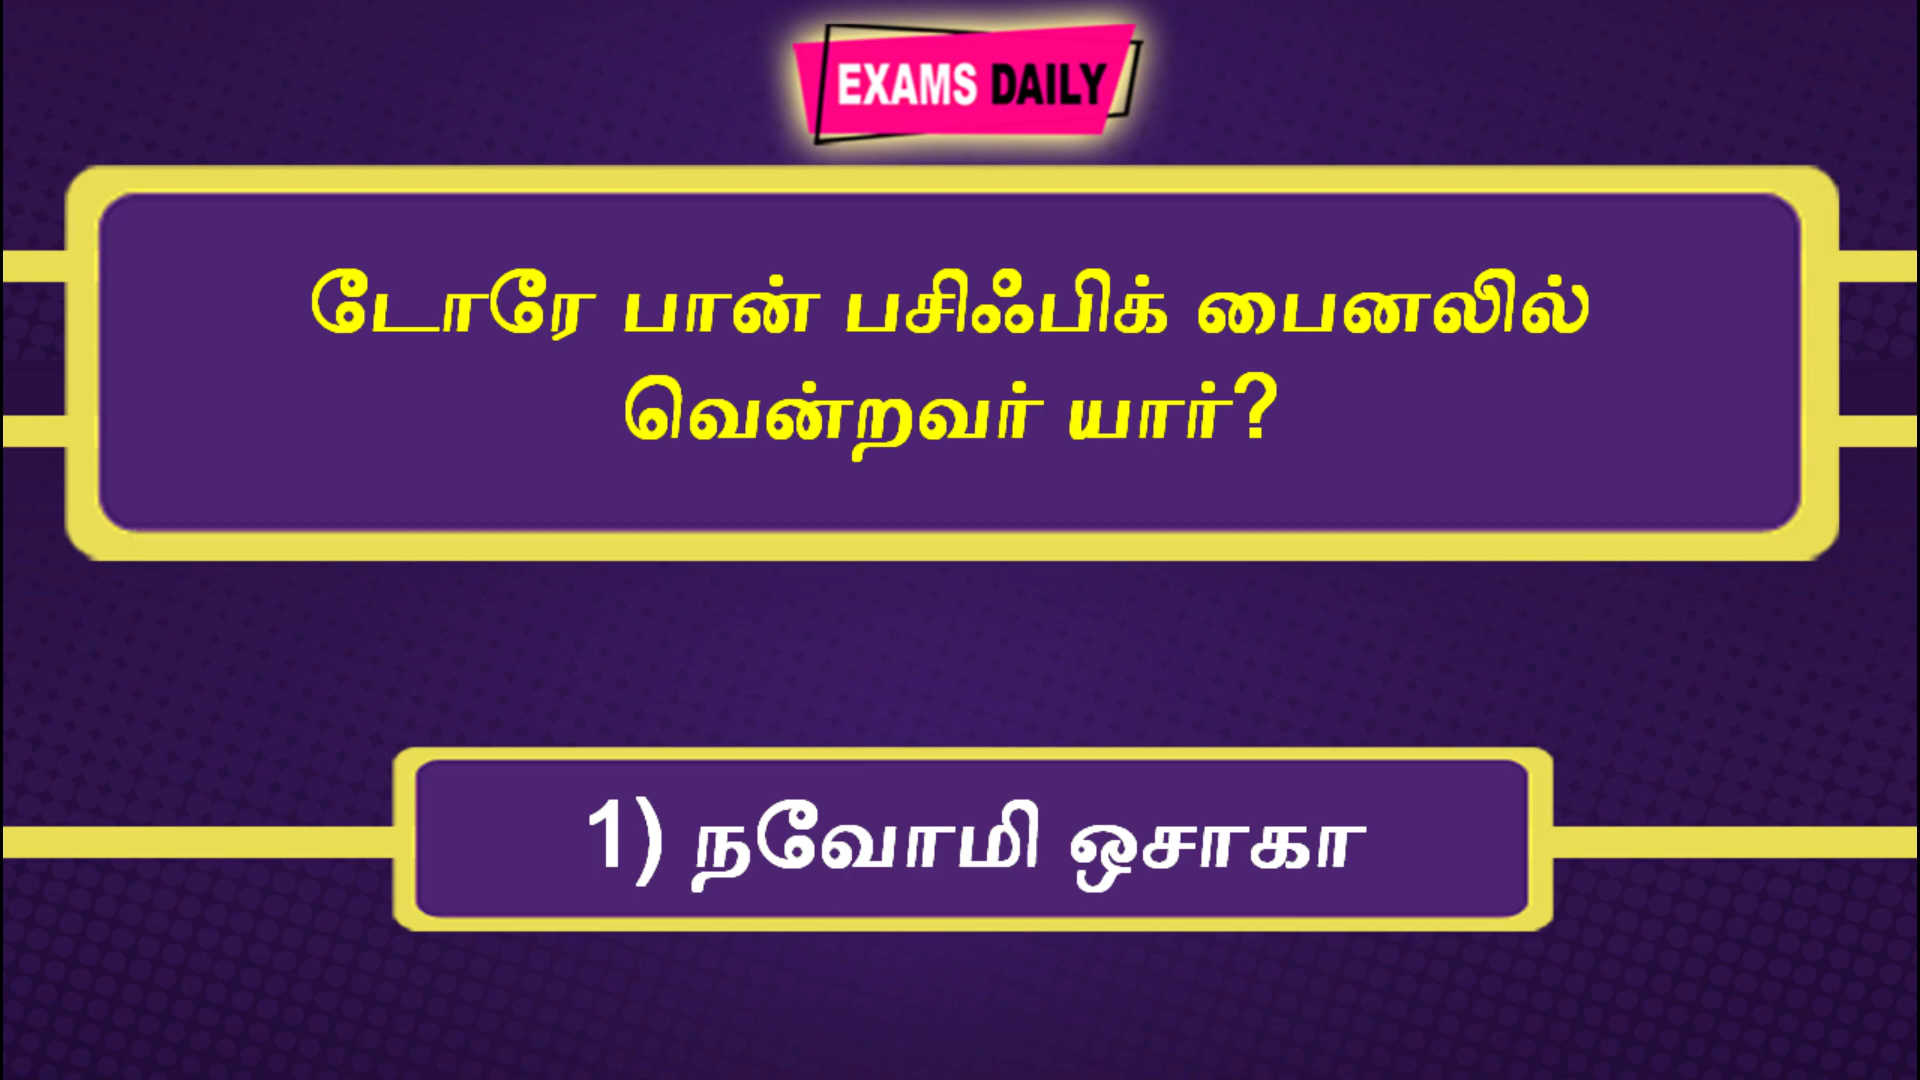 EXAMS DAILY
டோரே பான் பசிஃபிக் பைனலில்
வென்றவர் யார்?
1) நவோமி ஒசாகா